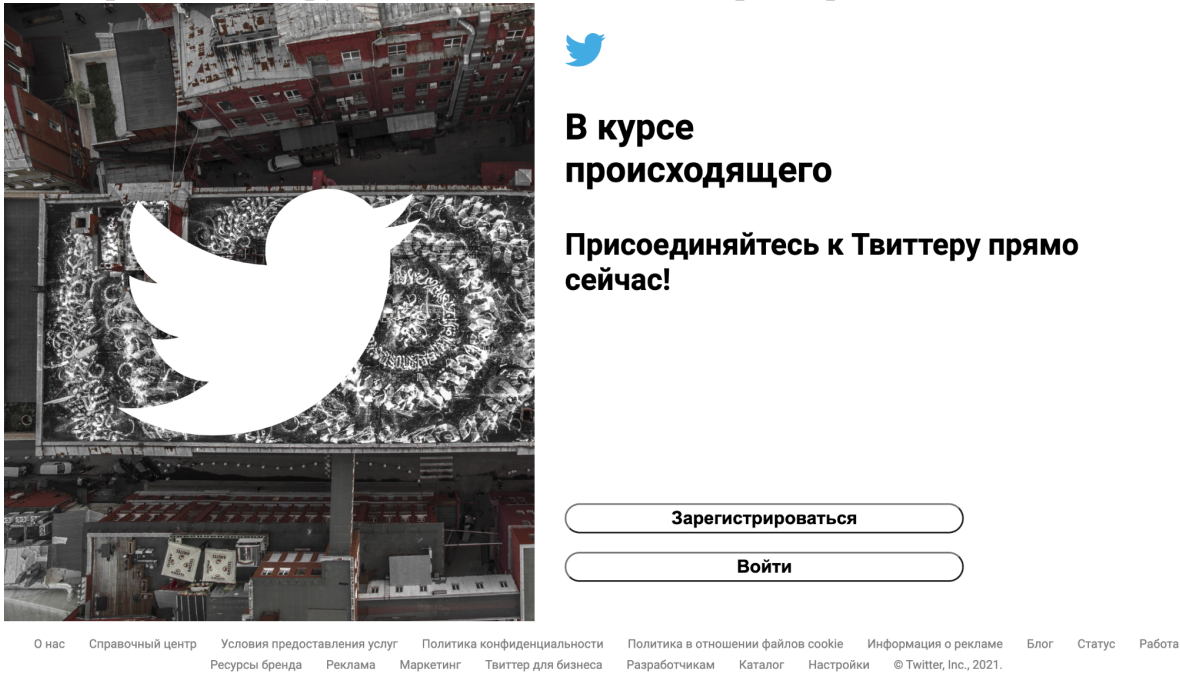 В курсе
происходящего
Присоединяйтесь к Твиттеру прямо
сейчас!
Зарегистрироваться
Войти
О нас Справочный центр Условия предоставления услуг Политика конфиденциальности Политика в отношении файлов cookie Информация о рекламе Блог Статус Работа
Ресурсы бренда Реклама Маркетинг Твиттер для бизнеса Разработчикам Каталог Настройки © Twitter, Inc., 2021.